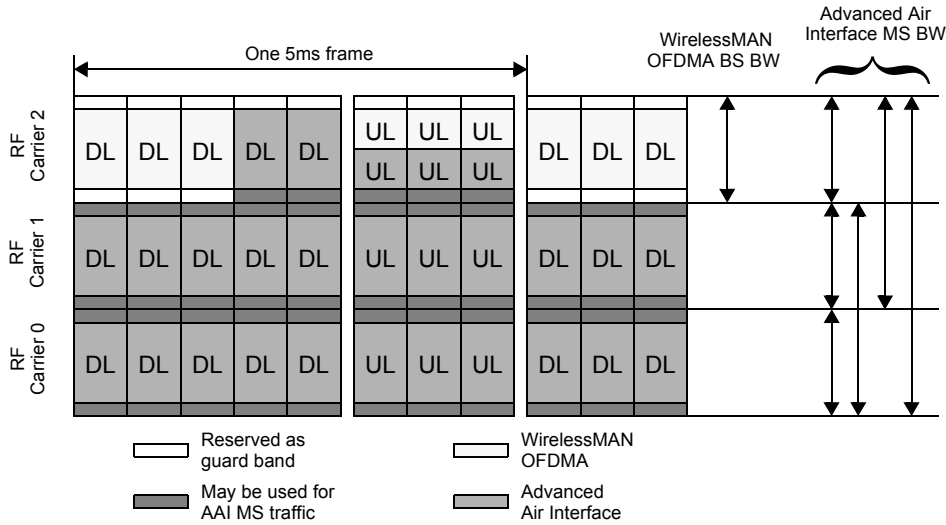 Advanced Air
Interface MS BW
WirelessMAN
OFDMA BS BW
One 5ms frame
RF
Carrier 2
DL DL DL DL DL UL UL UL DL DL DL
UL UL UL
RF
Carrier 1
DL DL DL DL DL UL UL UL DL DL DL
RF
Carrier 0
DL DL DL DL DL UL UL UL DL DL DL
Reserved as
guard band
WirelessMAN
OFDMA
May be used for
AAI MS traffic
Advanced
Air Interface